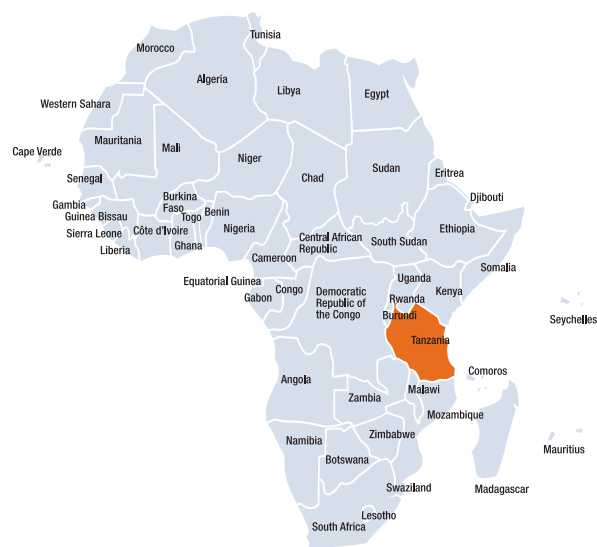 Tunisia
Morocco
Algeria
Libya
Egypt
Western Sahara
Mauritania
Mali
Cape Verde
Niger
Chad
Sudan
Eritrea
Senegal
Djibouti
Gambia
Burkina
Faso
Guinea Bissau
Togo
Benin
Sierra Leone
Côte d'Ivoire
Nigeria
Ethiopia
Liberia
Ghana
Central African
Republic
South Sudan
Cameroon
Somalia
Equatorial Guinea
Congo
Gabon
Democratic
Republic of
the Congo
Uganda
Kenya
Rwanda
Burundi
Seychelles
Tanzania
Comoros
Angola
Malawi
Zambia
Mozambique
Namibia
Zimbabwe
Mauritius
Botswana
Swaziland
Madagascar
Lesotho
South Africa